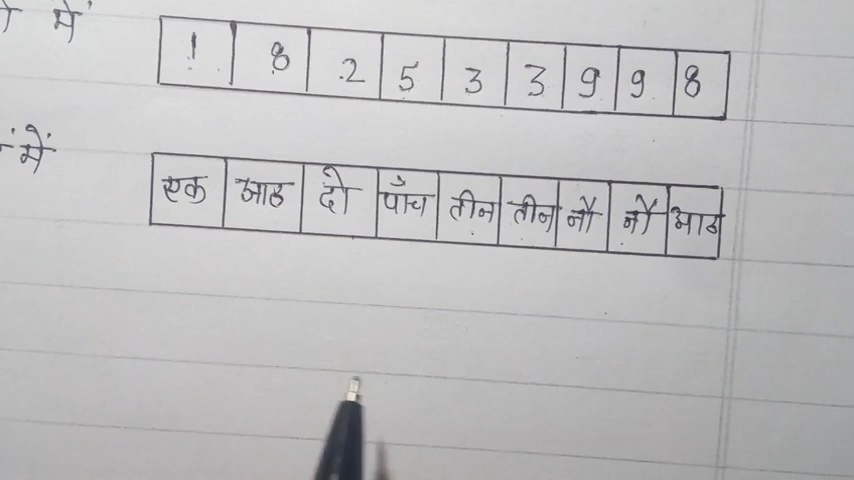 में
1 8 2 5 3 3 9 9 8
में
एक आठ दो पाँच तीन तीन नौ नौ आठ